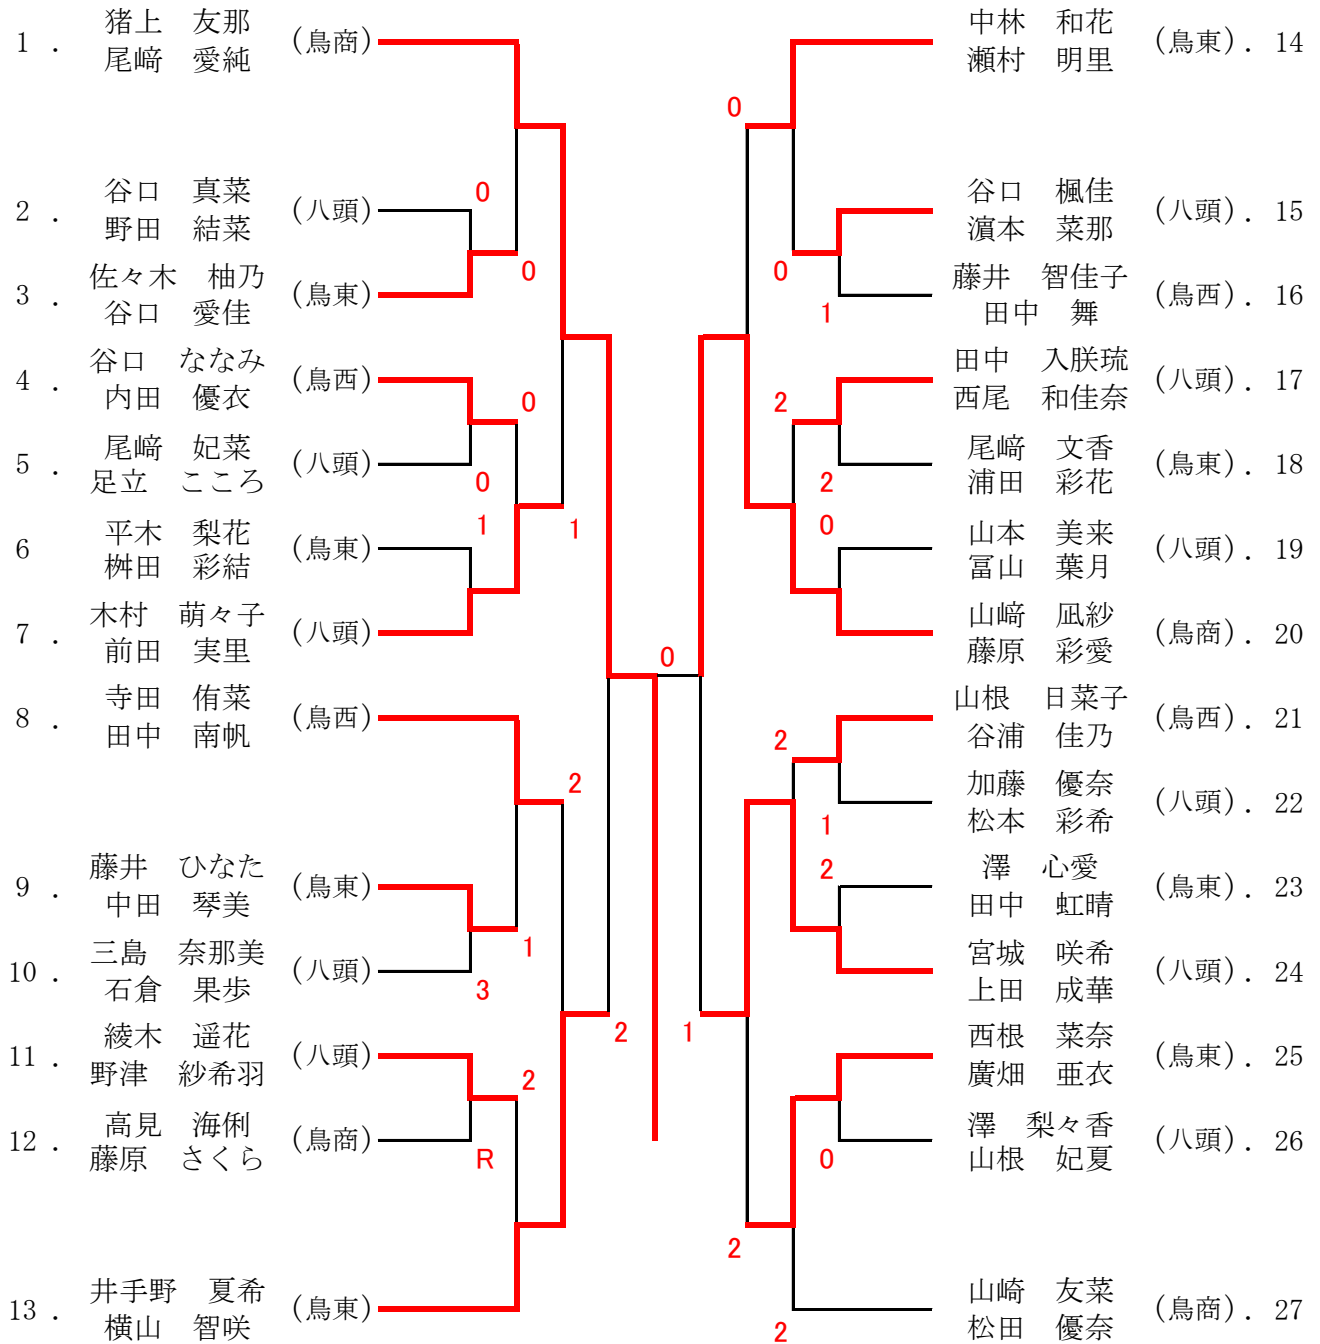 猪上 友那
1 . (鳥商)
尾﨑 愛純
谷口 真菜
2 . (八頭)
野田 結菜
0
佐々木 柚乃
3 . (鳥東)
谷口 愛佳
0
谷口 ななみ
4 . (鳥西)
内田 優衣
0
尾﨑 妃菜
5 . (八頭)
足立 こころ
0
1
平木 梨花
6 (鳥東)
桝田 彩結
1
木村 萌々子
7 . (八頭)
前田 実里
寺田 侑菜
8 . (鳥西)
田中 南帆
2
藤井 ひなた
9 . (鳥東)
中田 琴美
1
三島 奈那美
10 . (八頭)
石倉 果歩
3
綾木 遥花
11 . (八頭)
野津 紗希羽
2
高見 海俐
12 . (鳥商)
藤原 さくら
R
井手野 夏希
13 . (鳥東)
横山 智咲
2
0
1
中林 和花
(鳥東) . 14
瀬村 明里
0
谷口 楓佳
(八頭) . 15
濵本 菜那
0
藤井 智佳子
(鳥西) . 16
田中 舞
1
田中 入朕琉
(八頭) . 17
西尾 和佳奈
2
尾﨑 文香
(鳥東) . 18
浦田 彩花
2
0
山本 美来
(八頭) . 19
冨山 葉月
山﨑 凪紗
(鳥商) . 20
藤原 彩愛
山根 日菜子
(鳥西) . 21
谷浦 佳乃
2
加藤 優奈
(八頭) . 22
松本 彩希
1
2
澤 心愛
(鳥東) . 23
田中 虹晴
宮城 咲希
(八頭) . 24
上田 成華
西根 菜奈
(鳥東) . 25
廣畑 亜衣
澤 梨々香
(八頭) . 26
山根 妃夏
0
2
山崎 友菜
(鳥商) . 27
松田 優奈
2